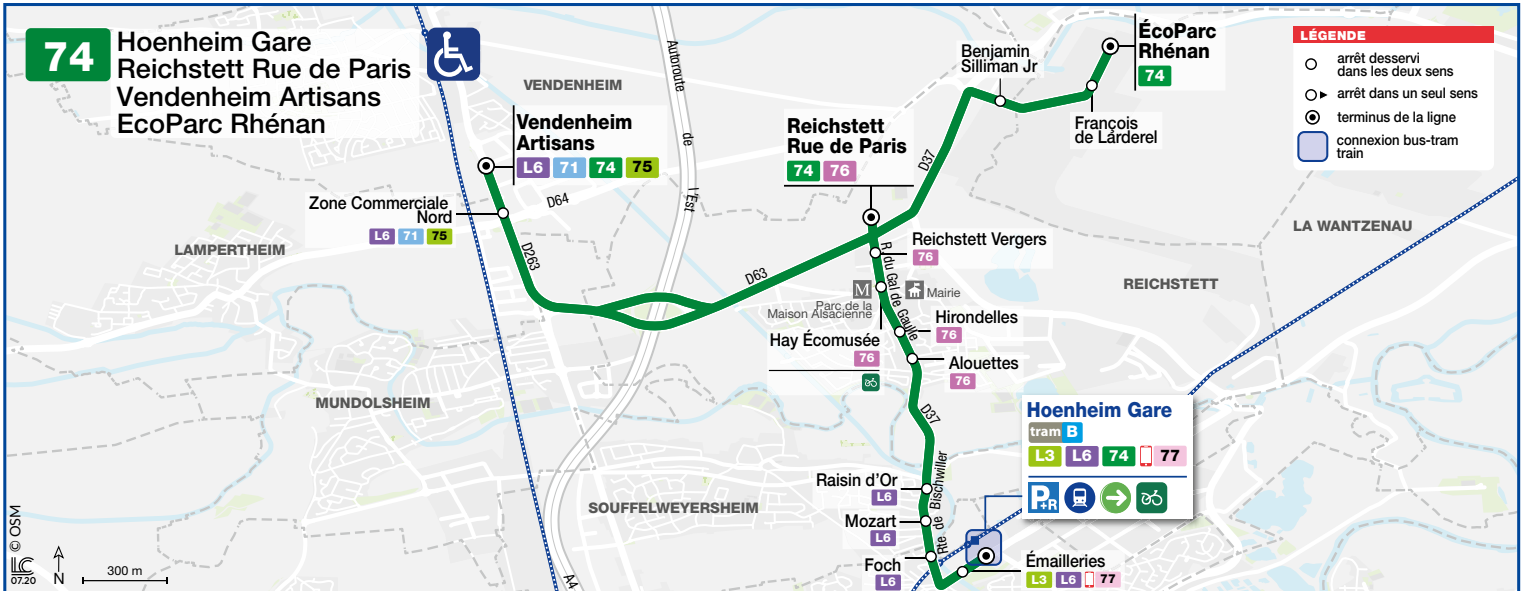 74
Hoenheim Gare
Reichstett Rue de Paris
Vendenheim Artisans
EcoParc Rhénan
VENDENHEIM
Vendenheim
Artisans
L6 71 74 75
Zone Commerciale
Nord
L6 71 75
D64
D263
LAMPERTHEIM
MUNDOLSHEIM
Autoroute
de
l'Est
A4
D63
SOUFFELWEYERSHEIM
Reichstett
Rue de Paris
74 76
D37
Benjamin
Silliman Jr
François
de Larderel
ÉcoParc
Rhénan
74
LÉGENDE
arrêt desservi
dans les deux sens
arrêt dans un seul sens
terminus de la ligne
connexion bus-tram
train
LA WANTZENAU
REICHSTETT
Reichstett Vergers
76
R. du Gal de Gaulle
M
Parc de la
Maison Alsacienne
Mairie
Hay Écomusée
76
Hirondelles
76
Alouettes
76
D37
Rte de Bischwiller
Raisin d'Or
L6
Mozart
L6
Foch
L6
Hoenheim Gare
tram B
L3 L6 74 77
P+R
Émailleries
L3 L6 77
© OSM
LC
07.20
N
300 m